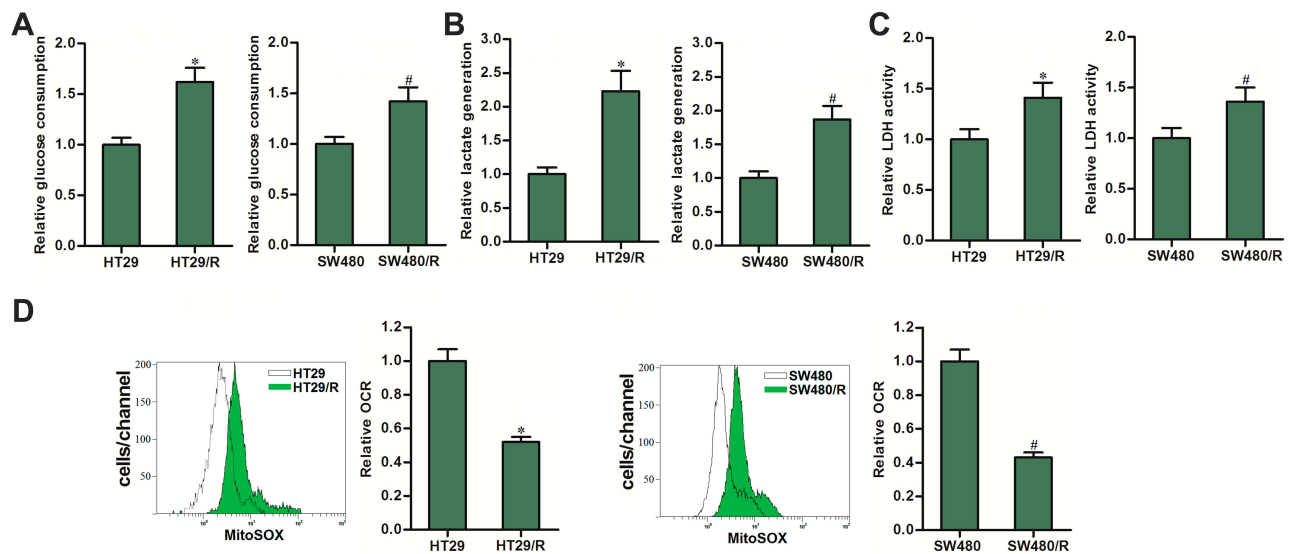 A
Relative glucose consumption
2.0
1.5
1.0
0.5
0.0
HT29
HT29/R
*
Relative glucose consumption
2.0
1.5
1.0
0.5
0.0
SW480
SW480/R
#
B
Relative lactate generation
3.0
2.5
2.0
1.5
1.0
0.5
0.0
HT29
HT29/R
*
Relative lactate generation
3.0
2.5
2.0
1.5
1.0
0.5
0.0
SW480
SW480/R
#
C
Relative LDH activity
2.0
1.5
1.0
0.5
0.0
HT29
HT29/R
*
Relative LDH activity
2.0
1.5
1.0
0.5
0.0
SW480
SW480/R
#
D
cells/channel
200
150
100
50
HT29
HT29/R
10⁰
10¹
10²
MitoSOX
Relative OCR
1.2
1.0
0.8
0.6
0.4
0.2
0.0
HT29
HT29/R
*
cells/channel
200
150
100
50
SW480
SW480/R
10⁰
10¹
10²
MitoSOX
Relative OCR
1.2
1.0
0.8
0.6
0.4
0.2
0.0
SW480
SW480/R
#